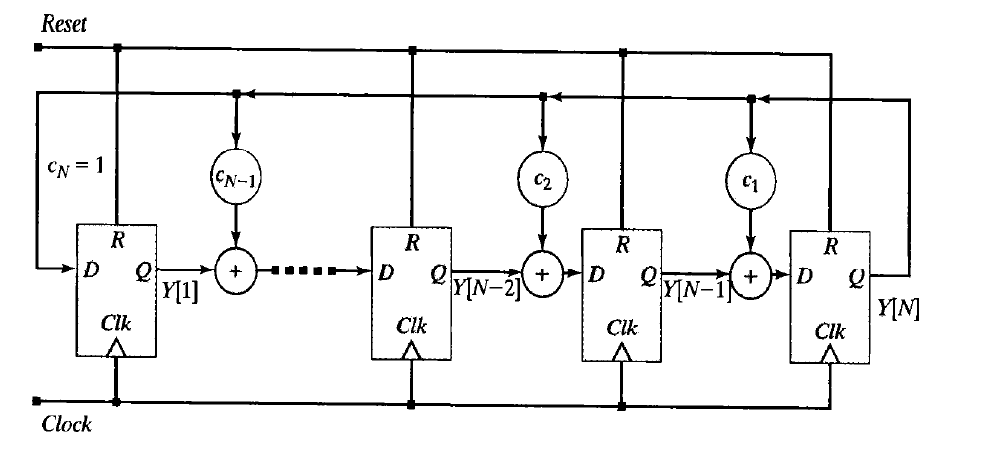 Reset
c_N = 1
c_{N-1}
c_2
c_1
R
R
R
R
D Q
+
D Q
+
D Q
+
D Q
Y[1]
Y[N-2]
Y[N-1]
Y[N]
Clk
Clk
Clk
Clk
Clock